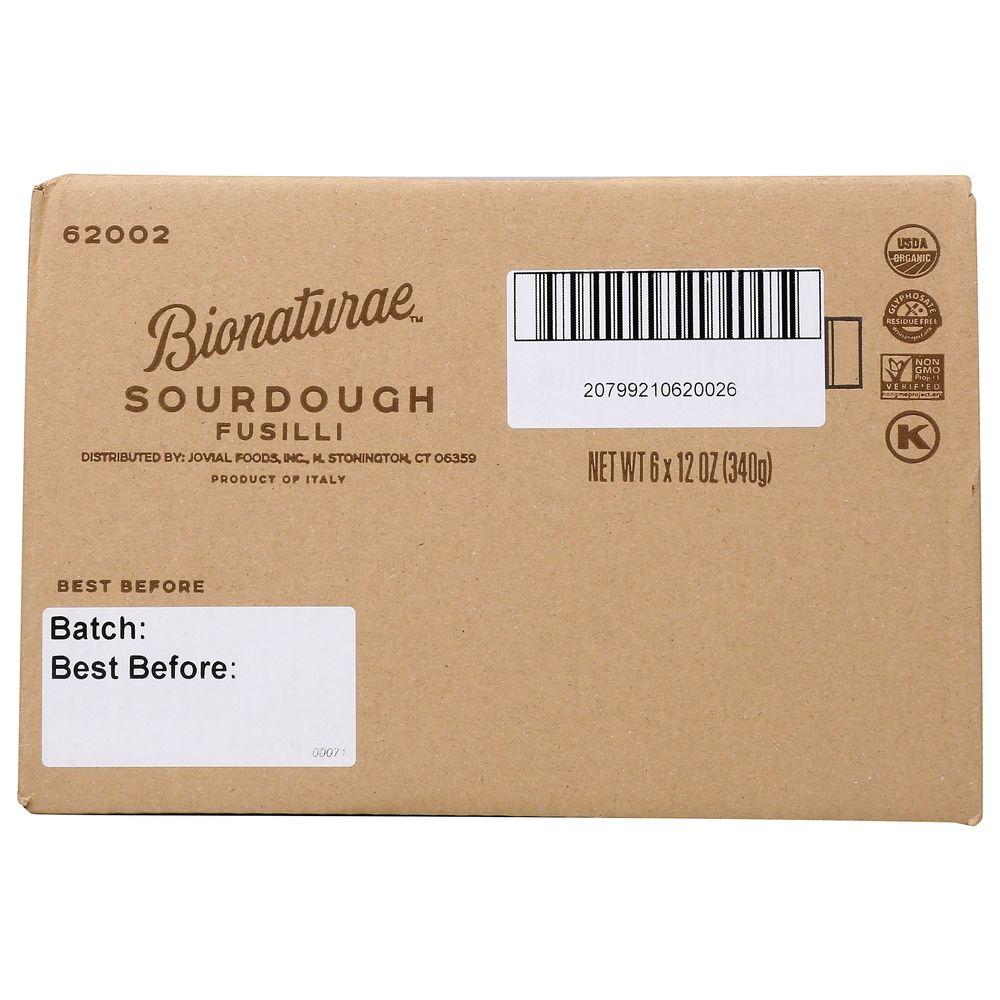 62002
Bionaturae™
SOURDOUGH
FUSILLI
DISTRIBUTED BY: JOVIAL FOODS, INC., N. STONINGTON, CT 06359
PRODUCT OF ITALY
20799210620026
NET WT 6 x 12 OZ (340g)
USDA
ORGANIC
GLYPHOSATE
RESIDUE FREE
NON
GMO
Project
VERIFIED
nongmoproject.org
K
BEST BEFORE
Batch:
Best Before:
00071